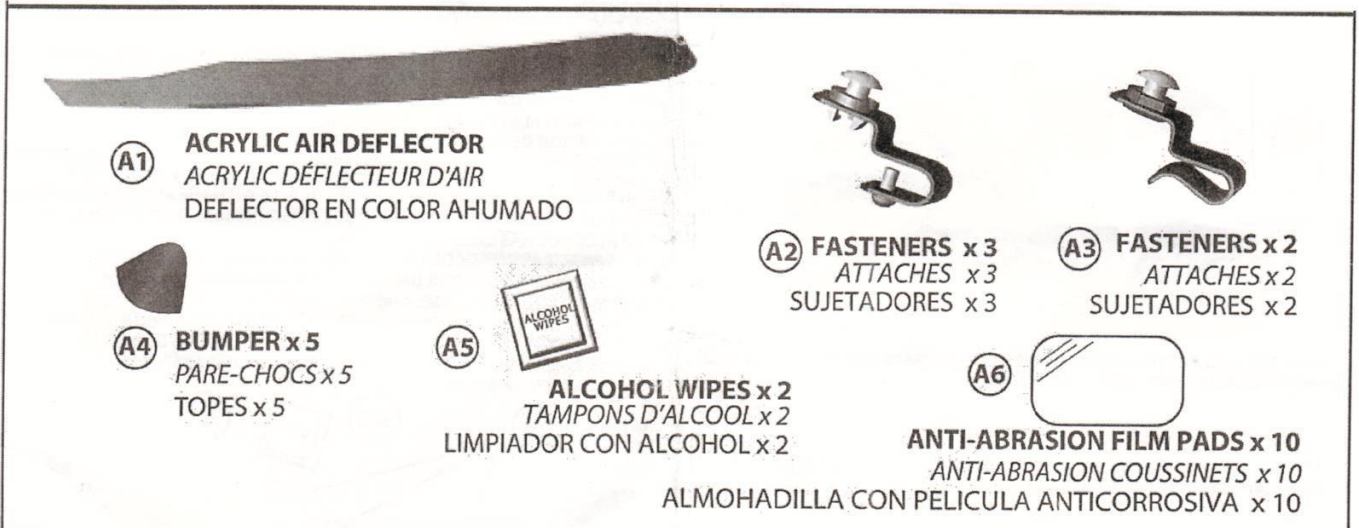 A1 ACRYLIC AIR DEFLECTOR
ACRYLIC DÉFLECTEUR D'AIR
DEFLECTOR EN COLOR AHUMADO
A2 FASTENERS x 3
ATTACHES x 3
SUJETADORES x 3
A3 FASTENERS x 2
ATTACHES x 2
SUJETADORES x 2
A4 BUMPER x 5
PARE-CHOCS x 5
TOPES x 5
A5
ALCOHOL
WIPES
ALCOHOL WIPES x 2
TAMPONS D'ALCOOL x 2
LIMPIADOR CON ALCOHOL x 2
A6
ANTI-ABRASION FILM PADS x 10
ANTI-ABRASION COUSSINETS x 10
ALMOHADILLA CON PELICULA ANTICORROSIVA x 10